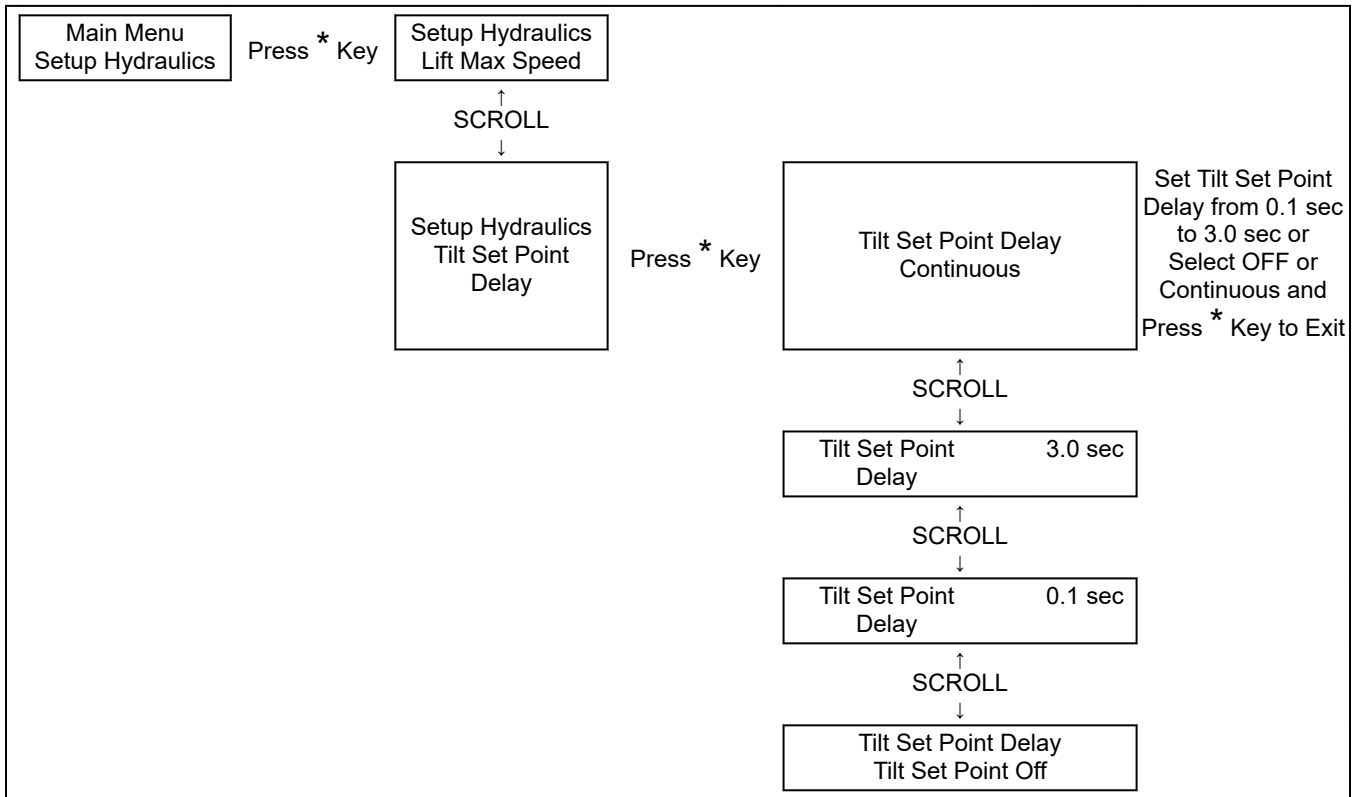 Main Menu
Setup Hydraulics
Press * Key
Setup Hydraulics
Lift Max Speed
↑
SCROLL
↓
Setup Hydraulics
Tilt Set Point
Delay
Press * Key
Tilt Set Point Delay
Continuous
Set Tilt Set Point
Delay from 0.1 sec
to 3.0 sec or
Select OFF or
Continuous and
Press * Key to Exit
↑
SCROLL
↓
Tilt Set Point 3.0 sec
Delay
↑
SCROLL
↓
Tilt Set Point 0.1 sec
Delay
↑
SCROLL
↓
Tilt Set Point Delay
Tilt Set Point Off